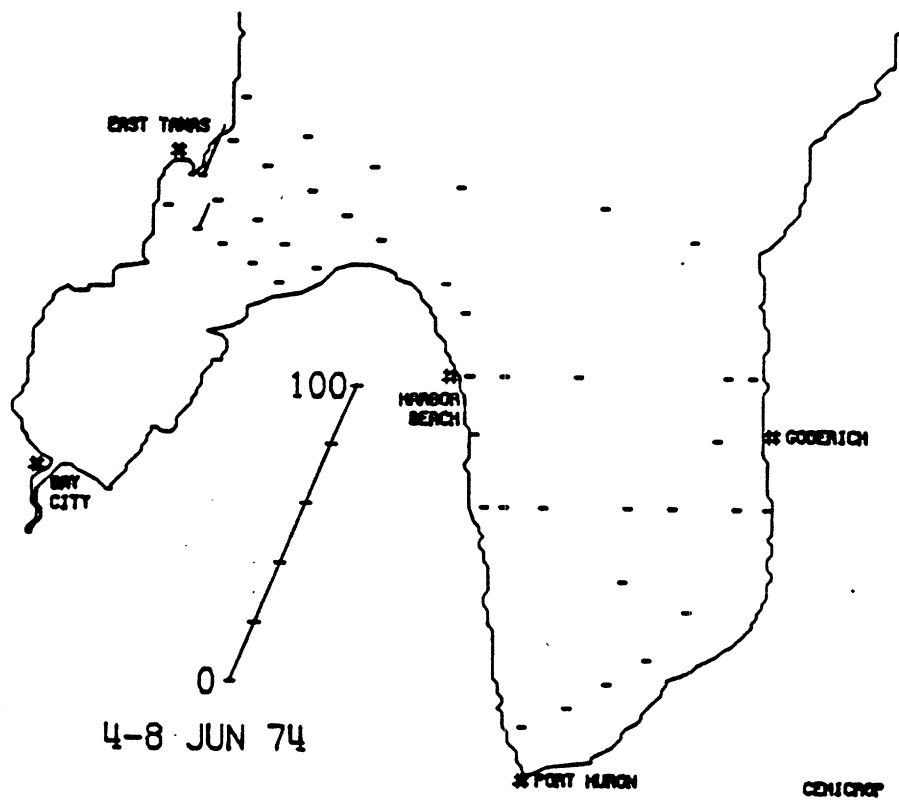 EAST TAWAS
100
HARBOR
BEACH
GODERICH
BAY
CITY
0
4-8 JUN 74
PORT HURON
CEMICROP